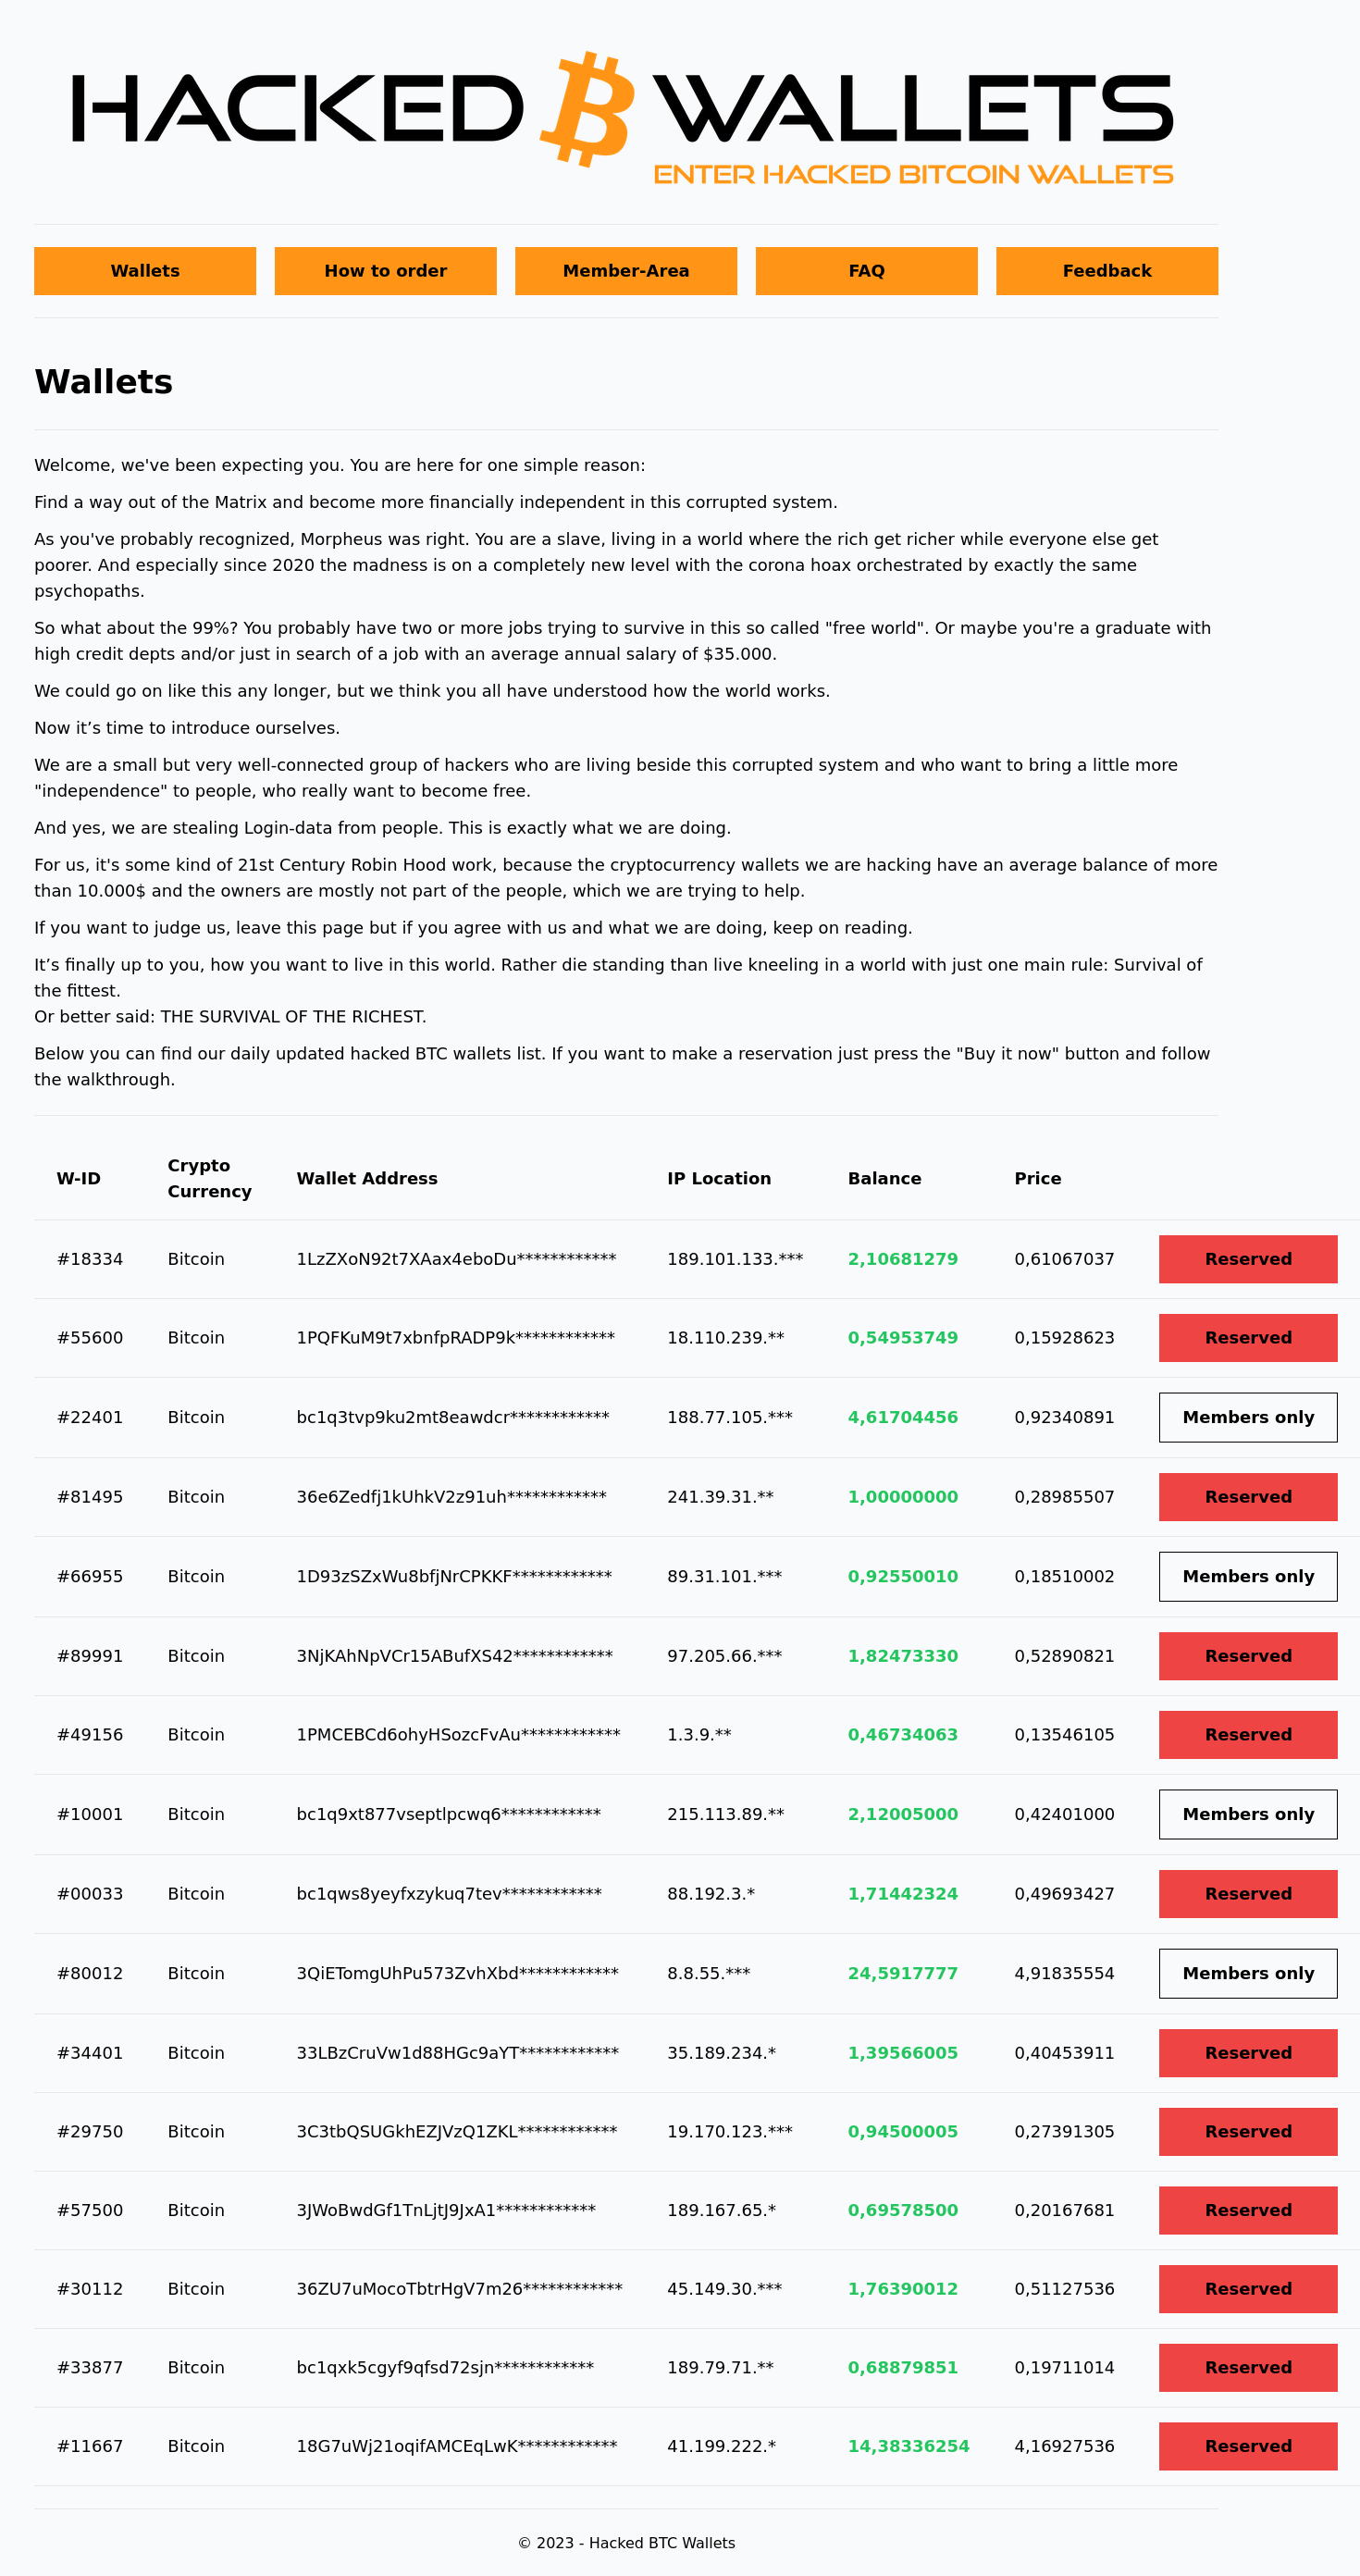 HACKED WALLETS
ENTER HACKED BITCOIN WALLETS
Wallets How to order Member-Area FAQ Feedback
Wallets
Welcome, we've been expecting you. You are here for one simple reason:
Find a way out of the Matrix and become more financially independent in this corrupted system.
As you've probably recognized, Morpheus was right. You are a slave, living in a world where the rich get richer while everyone else get
poorer. And especially since 2020 the madness is on a completely new level with the corona hoax orchestrated by exactly the same
psychopaths.
So what about the 99%? You probably have two or more jobs trying to survive in this so called "free world". Or maybe you're a graduate with
high credit depts and/or just in search of a job with an average annual salary of $35.000.
We could go on like this any longer, but we think you all have understood how the world works.
Now it’s time to introduce ourselves.
We are a small but very well-connected group of hackers who are living beside this corrupted system and who want to bring a little more
"independence" to people, who really want to become free.
And yes, we are stealing Login-data from people. This is exactly what we are doing.
For us, it's some kind of 21st Century Robin Hood work, because the cryptocurrency wallets we are hacking have an average balance of more
than 10.000$ and the owners are mostly not part of the people, which we are trying to help.
If you want to judge us, leave this page but if you agree with us and what we are doing, keep on reading.
It’s finally up to you, how you want to live in this world. Rather die standing than live kneeling in a world with just one main rule: Survival of
the fittest.
Or better said: THE SURVIVAL OF THE RICHEST.
Below you can find our daily updated hacked BTC wallets list. If you want to make a reservation just press the "Buy it now" button and follow
the walkthrough.
W-ID Crypto Currency Wallet Address IP Location Balance Price
#18334 Bitcoin 1LzZXoN92t7XAax4eboDu************ 189.101.133.*** 2,10681279 0,61067037 Reserved
#55600 Bitcoin 1PQFKuM9t7xbnfpRADP9k************ 18.110.239.** 0,54953749 0,15928623 Reserved
#22401 Bitcoin bc1q3tvp9ku2mt8eawdcr************ 188.77.105.*** 4,61704456 0,92340891 Members only
#81495 Bitcoin 36e6Zedfj1kUhkV2z91uh************ 241.39.31.** 1,00000000 0,28985507 Reserved
#66955 Bitcoin 1D93zSZxWu8bfjNrCPKKF************ 89.31.101.*** 0,92550010 0,18510002 Members only
#89991 Bitcoin 3NjKAhNpVCr15ABufXS42************ 97.205.66.*** 1,82473330 0,52890821 Reserved
#49156 Bitcoin 1PMCEBCd6ohyHSozcFvAu************ 1.3.9.** 0,46734063 0,13546105 Reserved
#10001 Bitcoin bc1q9xt877vseptlpcwq6************ 215.113.89.** 2,12005000 0,42401000 Members only
#00033 Bitcoin bc1qws8yeyfxzykuq7tev************ 88.192.3.* 1,71442324 0,49693427 Reserved
#80012 Bitcoin 3QiETomgUhPu573ZvhXbd************ 8.8.55.*** 24,5917777 4,91835554 Members only
#34401 Bitcoin 33LBzCruVw1d88HGc9aYT************ 35.189.234.* 1,39566005 0,40453911 Reserved
#29750 Bitcoin 3C3tbQSUGkhEZJVzQ1ZKL************ 19.170.123.*** 0,94500005 0,27391305 Reserved
#57500 Bitcoin 3JWoBwdGf1TnLjtJ9JxA1************ 189.167.65.* 0,69578500 0,20167681 Reserved
#30112 Bitcoin 36ZU7uMocoTbtrHgV7m26************ 45.149.30.*** 1,76390012 0,51127536 Reserved
#33877 Bitcoin bc1qxk5cgyf9qfsd72sjn************ 189.79.71.** 0,68879851 0,19711014 Reserved
#11667 Bitcoin 18G7uWj21oqifAMCEqLwK************ 41.199.222.* 14,38336254 4,16927536 Reserved
© 2023 - Hacked BTC Wallets